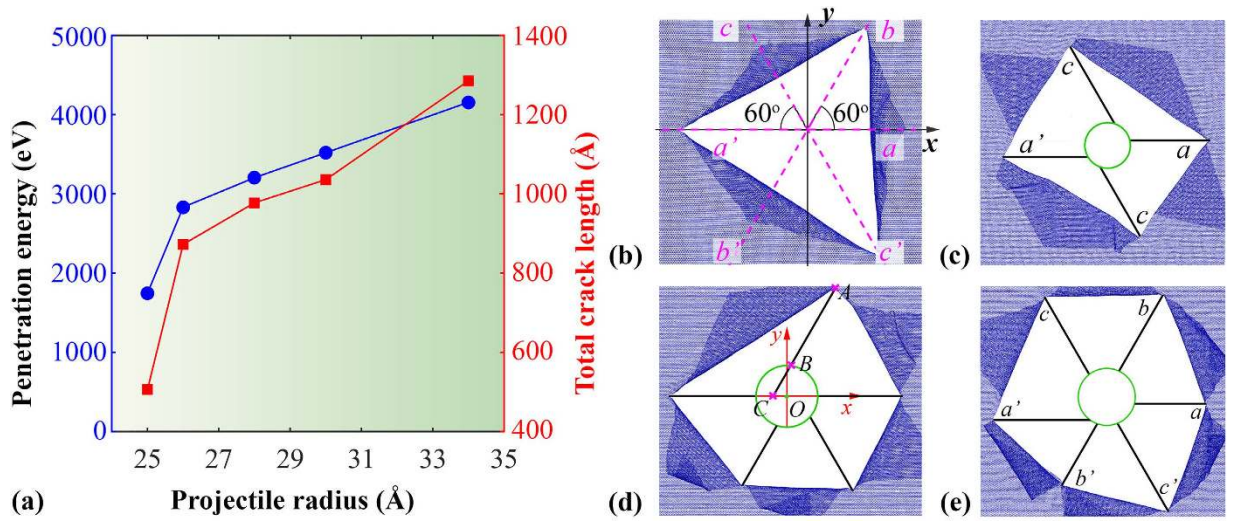 5000
4000
3000
2000
1000
0
Penetration energy (eV)
1400
1200
1000
800
600
400
Total crack length (Å)
25 27 29 31 33 35
Projectile radius (Å)
(a)
y
c
b
60° 60°
a'
a
x
b'
c'
(b)
c
a'
a
c
(c)
A
y
B
C
O
x
(d)
c
b
a'
a
b'
c'
(e)